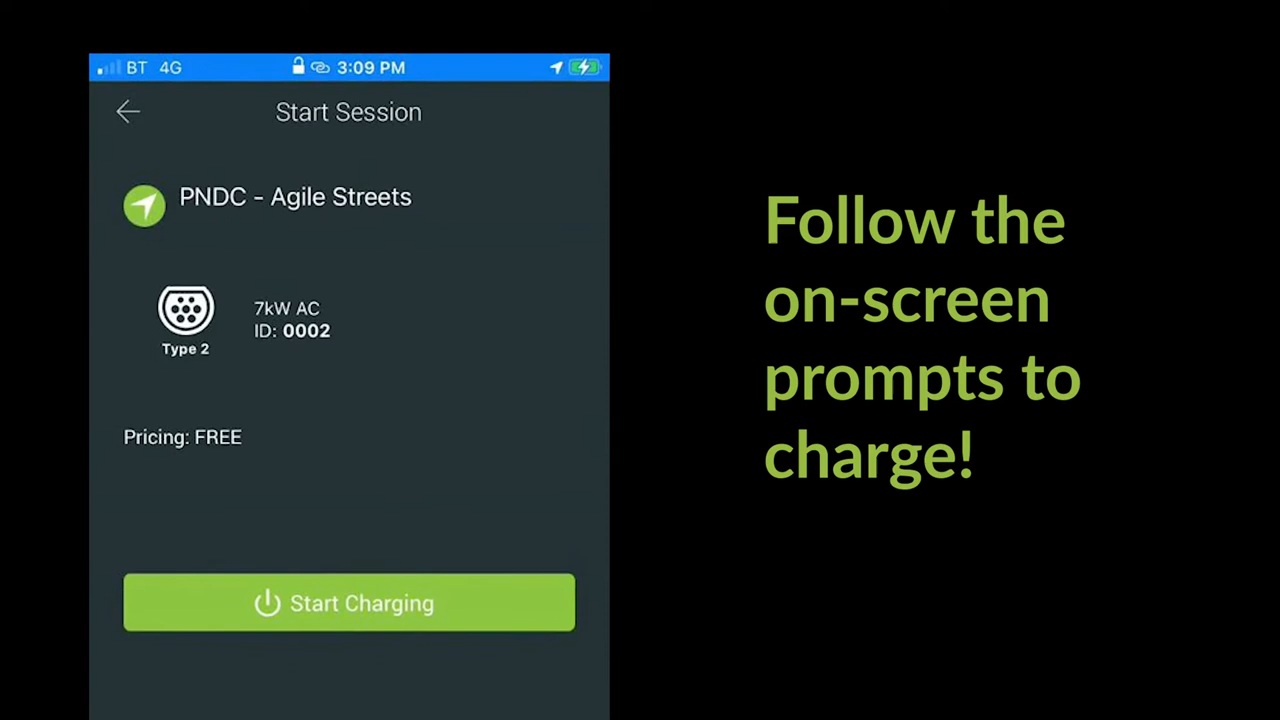 BT 4G 3:09 PM
Start Session
PNDC - Agile Streets
7kW AC
ID: 0002
Type 2
Pricing: FREE
Start Charging
Follow the
on-screen
prompts to
charge!